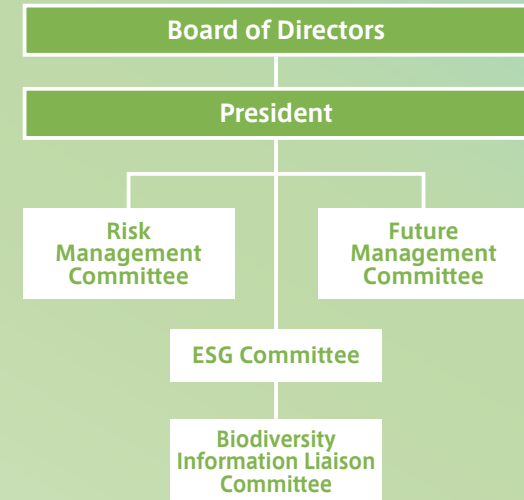 Board of Directors
President
Risk
Management
Committee
Future
Management
Committee
ESG Committee
Biodiversity
Information Liaison
Committee